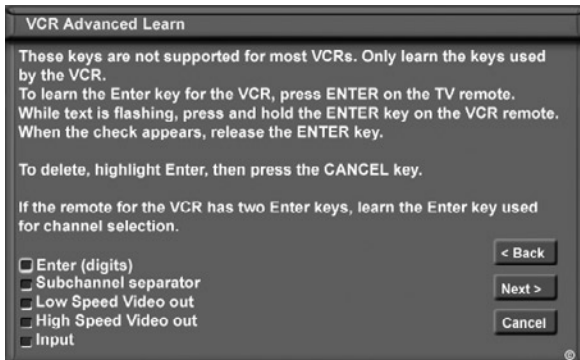 VCR Advanced Learn
These keys are not supported for most VCRs. Only learn the keys used
by the VCR.
To learn the Enter key for the VCR, press ENTER on the TV remote.
While text is flashing, press and hold the ENTER key on the VCR remote.
When the check appears, release the ENTER key.
To delete, highlight Enter, then press the CANCEL key.
If the remote for the VCR has two Enter keys, learn the Enter key used
for channel selection.
Enter (digits)
Subchannel separator
Low Speed Video out
High Speed Video out
Input
< Back
Next >
Cancel